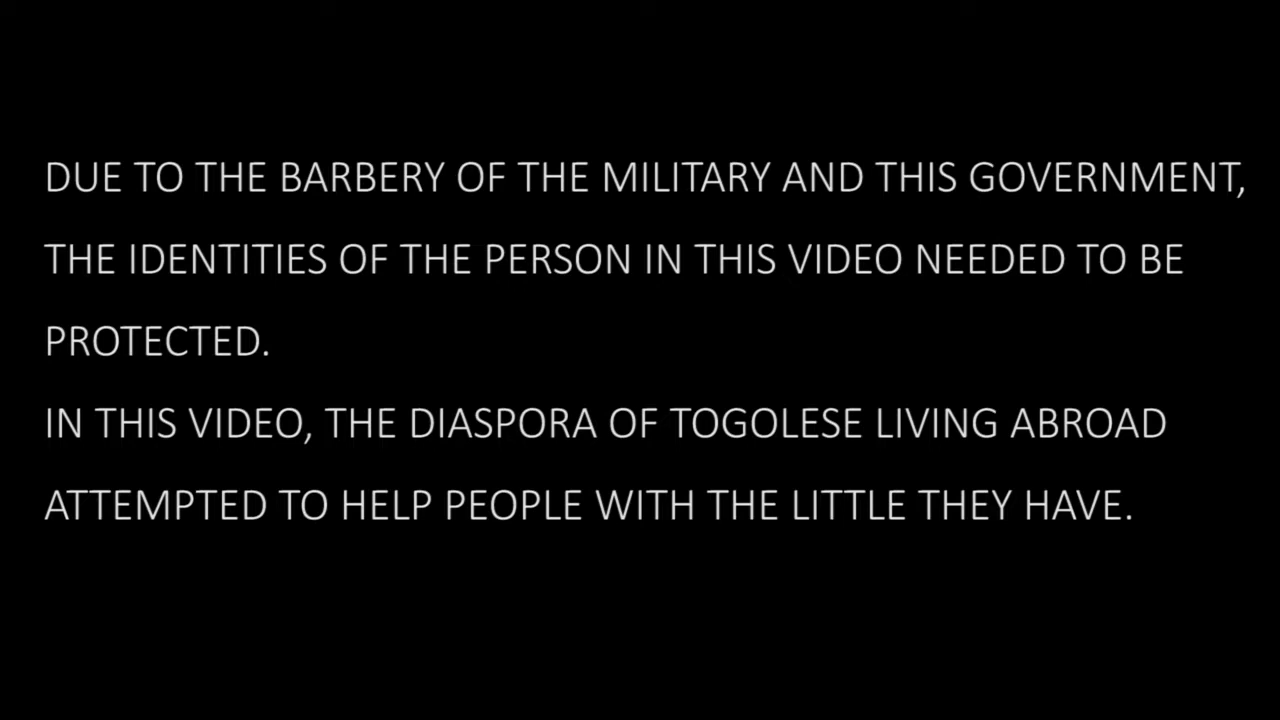 DUE TO THE BARBERY OF THE MILITARY AND THIS GOVERNMENT,
THE IDENTITIES OF THE PERSON IN THIS VIDEO NEEDED TO BE
PROTECTED.
IN THIS VIDEO, THE DIASPORA OF TOGOLESE LIVING ABROAD
ATTEMPTED TO HELP PEOPLE WITH THE LITTLE THEY HAVE.